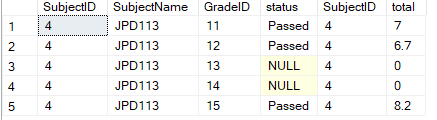 SubjectID SubjectName GradeID status SubjectID total
1 4 JPD113 11 Passed 4 7
2 4 JPD113 12 Passed 4 6.7
3 4 JPD113 13 NULL 4 0
4 4 JPD113 14 NULL 4 0
5 4 JPD113 15 Passed 4 8.2